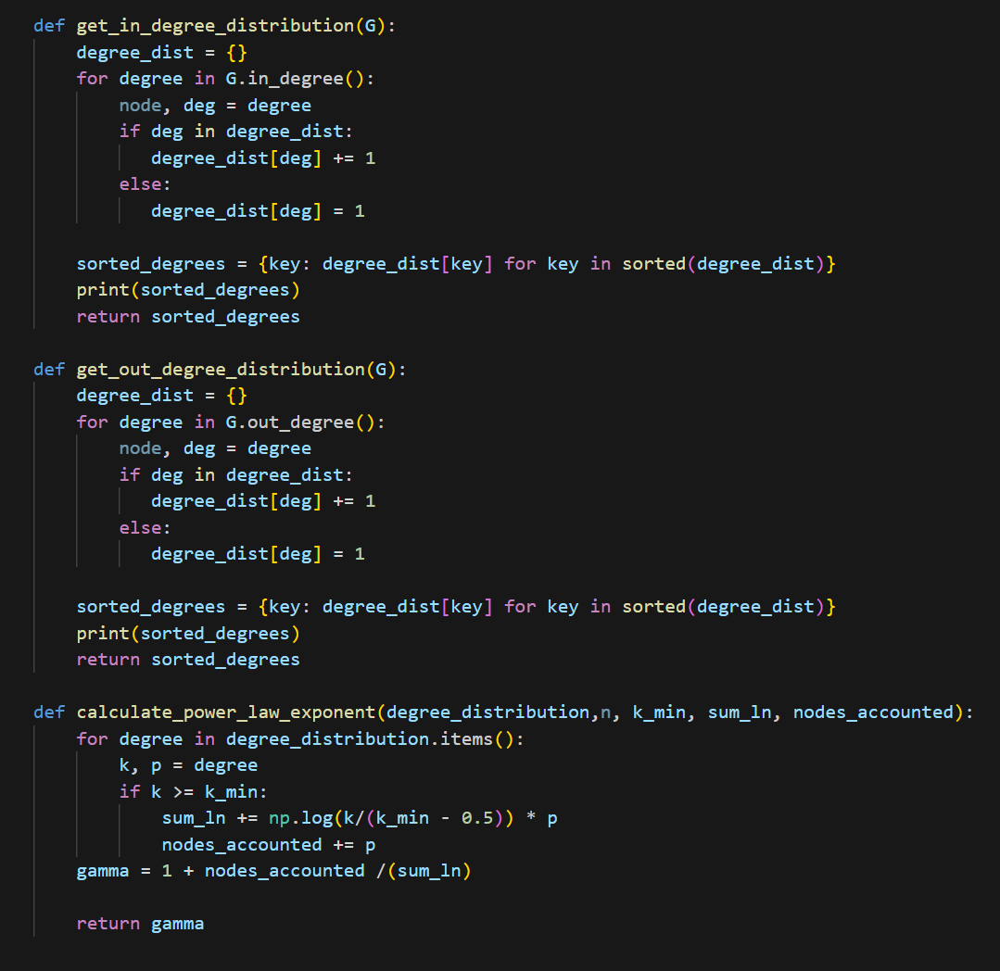 def get_in_degree_distribution(G):
    degree_dist = {}
    for degree in G.in_degree():
        node, deg = degree
        if deg in degree_dist:
           degree_dist[deg] += 1
        else:
           degree_dist[deg] = 1
    sorted_degrees = {key: degree_dist[key] for key in sorted(degree_dist)}
    print(sorted_degrees)
    return sorted_degrees
def get_out_degree_distribution(G):
    degree_dist = {}
    for degree in G.out_degree():
        node, deg = degree
        if deg in degree_dist:
           degree_dist[deg] += 1
        else:
           degree_dist[deg] = 1
    sorted_degrees = {key: degree_dist[key] for key in sorted(degree_dist)}
    print(sorted_degrees)
    return sorted_degrees
def calculate_power_law_exponent(degree_distribution,n, k_min, sum_ln, nodes_accounted):
    for degree in degree_distribution.items():
        k, p = degree
        if k >= k_min:
            sum_ln += np.log(k/(k_min - 0.5)) * p
            nodes_accounted += p
    gamma = 1 + nodes_accounted /(sum_ln)
    return gamma